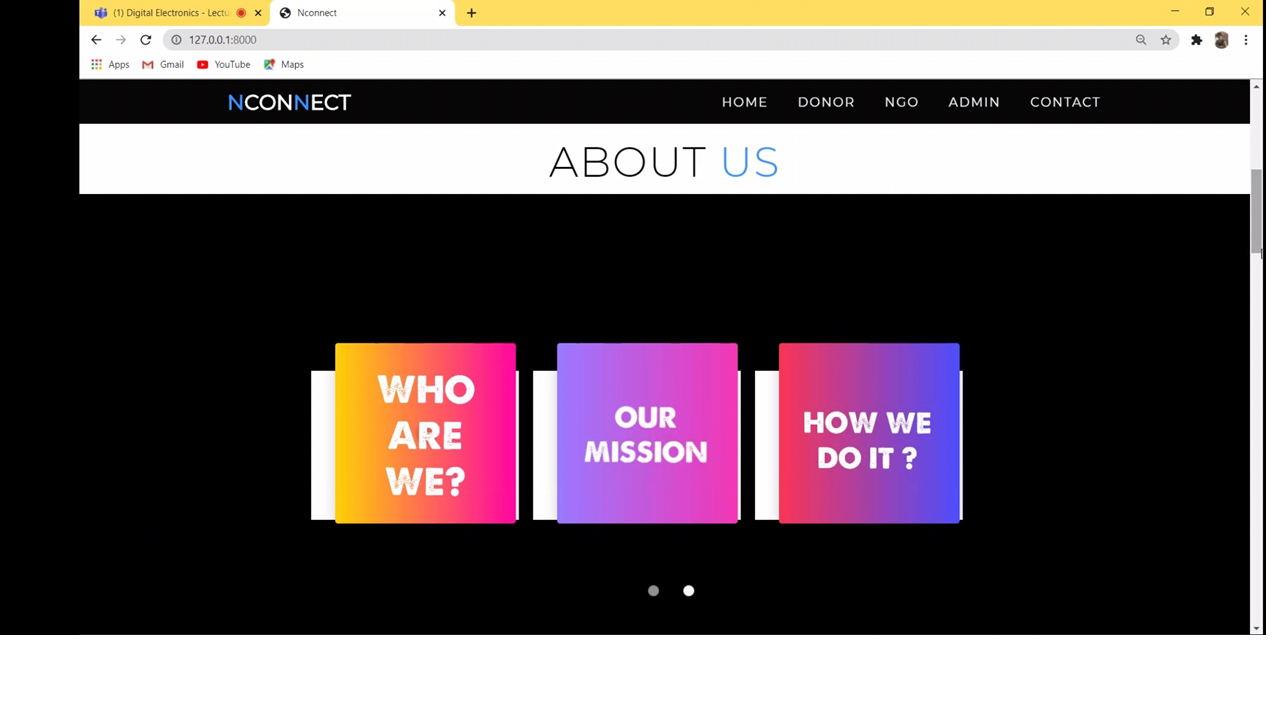 (1) Digital Electronics - Lectu
Nconnect
127.0.0.1:8000
Apps
Gmail
YouTube
Maps
NCONNECT
HOME
DONOR
NGO
ADMIN
CONTACT
ABOUT US
WHO
ARE
WE?
OUR
MISSION
HOW WE
DO IT ?